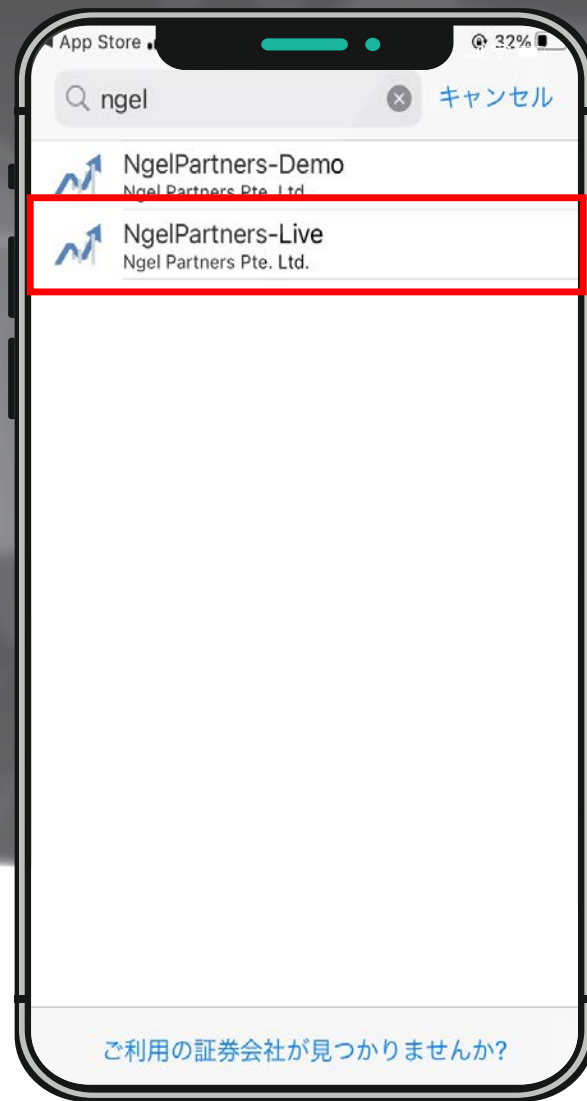 App Store
32%
ngel
キャンセル
NgelPartners-Demo
Ngel Partners Pte. Ltd.
NgelPartners-Live
Ngel Partners Pte. Ltd.
ご利用の証券会社が見つかりませんか?